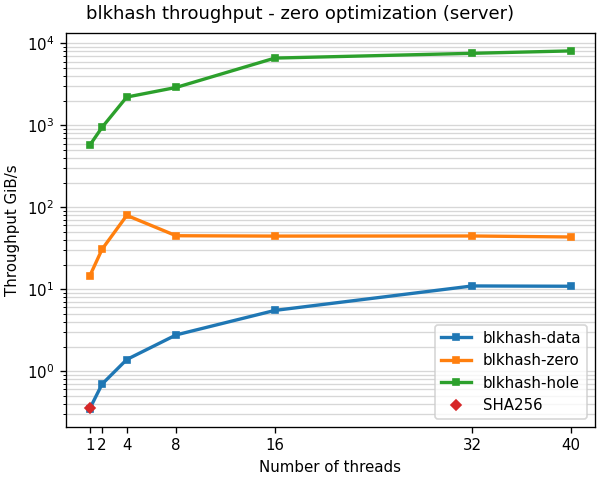 blkhash throughput - zero optimization (server)
Throughput GiB/s
10⁴
10³
10²
10¹
10⁰
blkhash-data
blkhash-zero
blkhash-hole
SHA256
1 2 4 8 16 32 40
Number of threads